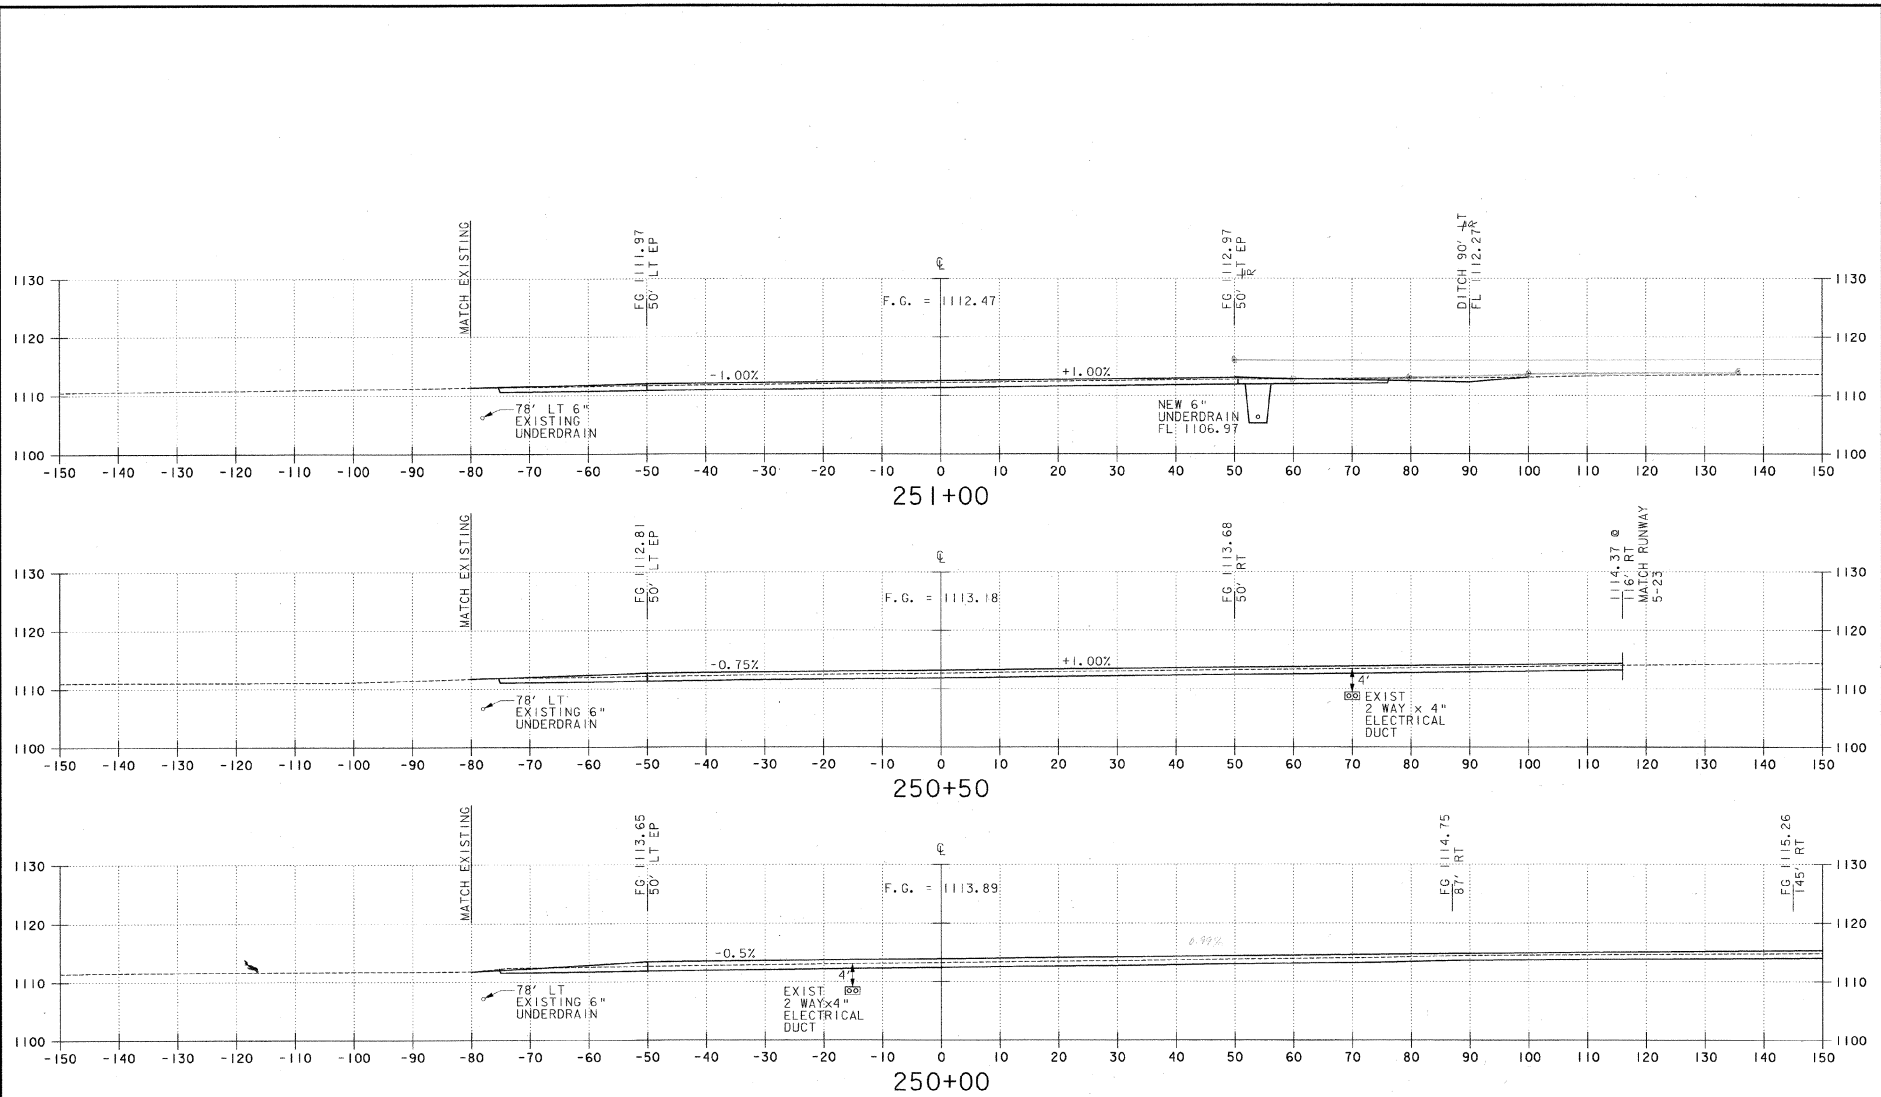 MATCH EXISTING
FG 1111.97
50' LT EP
℄
FG 1112.97
50' LT EP
R
DITCH 90' LT
R
FL 1112.27
1130
F.G. = 1112.47
1130
1120
1120
-1.00%
+1.00%
1110
1110
78' LT 6"
EXISTING
UNDERDRAIN
NEW 6"
UNDERDRAIN
FL 1106.97
1100
1100
-150 -140 -130 -120 -110 -100 -90 -80 -70 -60 -50 -40 -30 -20 -10 0 10 20 30 40 50 60 70 80 90 100 110 120 130 140 150
251+00
MATCH EXISTING
FG 1112.81
50' LT EP
℄
FG 1113.68
50' RT
1114.37 @
116' RT
MATCH RUNWAY
5-23
1130
F.G. = 1113.18
1130
1120
1120
-0.75%
+1.00%
1110
1110
78' LT
EXISTING 6"
UNDERDRAIN
4'
EXIST
2 WAY x 4"
ELECTRICAL
DUCT
1100
1100
-150 -140 -130 -120 -110 -100 -90 -80 -70 -60 -50 -40 -30 -20 -10 0 10 20 30 40 50 60 70 80 90 100 110 120 130 140 150
250+50
MATCH EXISTING
FG 1113.65
50' LT EP
℄
FG 1114.75
87' RT
FG 1115.26
145' RT
1130
F.G. = 1113.89
1130
1120
1120
-0.5%
0.99%
1110
1110
78' LT
EXISTING 6"
UNDERDRAIN
4'
EXIST
2 WAYx4"
ELECTRICAL
DUCT
1100
1100
-150 -140 -130 -120 -110 -100 -90 -80 -70 -60 -50 -40 -30 -20 -10 0 10 20 30 40 50 60 70 80 90 100 110 120 130 140 150
250+00